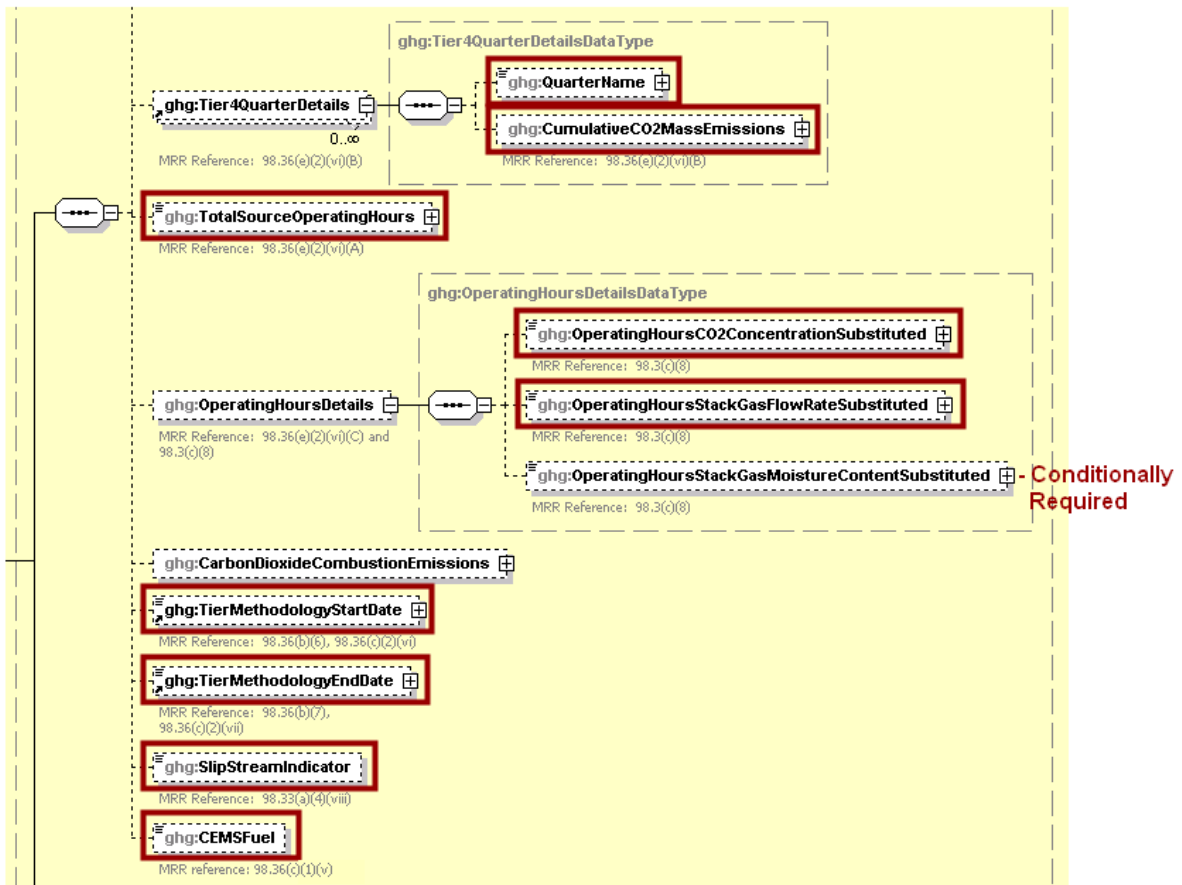 ghg:Tier4QuarterDetailsDataType
ghg:QuarterName
ghg:Tier4QuarterDetails
ghg:CumulativeCO2MassEmissions
0..∞
MRR Reference: 98.36(e)(2)(vi)(B)
MRR Reference: 98.36(e)(2)(vi)(B)
ghg:TotalSourceOperatingHours
MRR Reference: 98.36(e)(2)(vi)(A)
ghg:OperatingHoursDetailsDataType
ghg:OperatingHoursCO2ConcentrationSubstituted
MRR Reference: 98.3(c)(8)
ghg:OperatingHoursDetails
ghg:OperatingHoursStackGasFlowRateSubstituted
MRR Reference: 98.36(e)(2)(vi)(C) and
98.3(c)(8)
MRR Reference: 98.3(c)(8)
ghg:OperatingHoursStackGasMoistureContentSubstituted
- Conditionally
Required
MRR Reference: 98.3(c)(8)
ghg:CarbonDioxideCombustionEmissions
ghg:TierMethodologyStartDate
MRR Reference: 98.36(b)(6), 98.36(c)(2)(vi)
ghg:TierMethodologyEndDate
MRR Reference: 98.36(b)(7),
98.36(c)(2)(vii)
ghg:SlipStreamIndicator
MRR Reference: 98.33(a)(4)(viii)
ghg:CEMSFuel
MRR reference: 98.36(c)(1)(v)